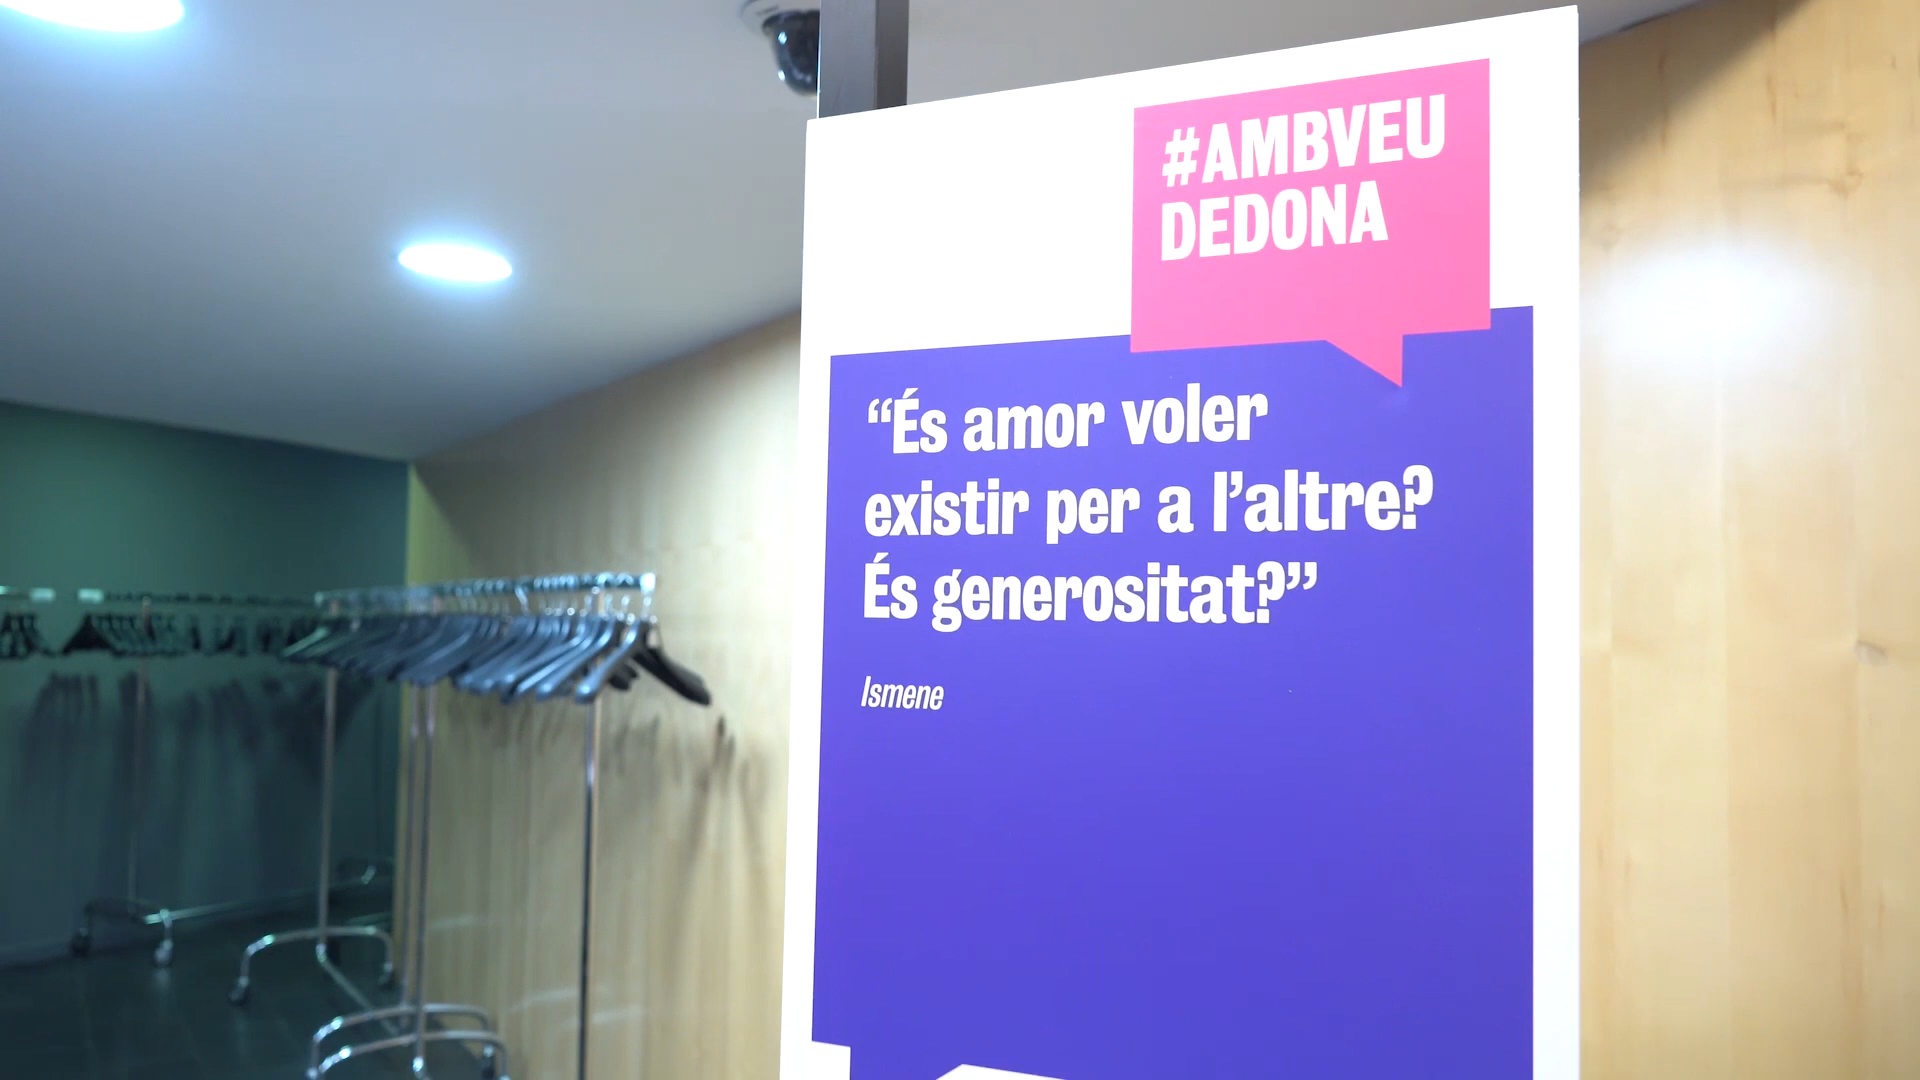 #AMBVEU
DEDONA
“És amor voler
existir per a l’altre?
És generositat?”
Ismene